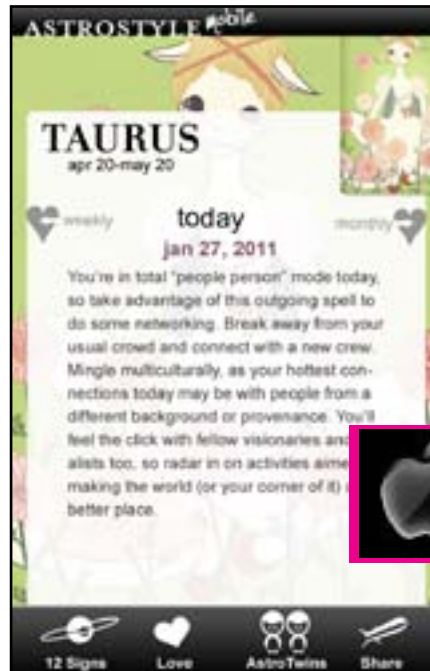 ASTROSTYLE mobile
TAURUS
apr 20-may 20
weekly today monthly
jan 27, 2011
You're in total "people person" mode today,
so take advantage of this outgoing spell to
do some networking. Break away from your
usual crowd and connect with a new crew.
Mingle multiculturally, as your hottest con-
nections today may be with people from a
different background or provenance. You'll
feel the click with fellow visionaries and
alists too, so radar in on activities aime
making the world (or your corner of it)
better place.
12 Signs Love AstroTwins Share